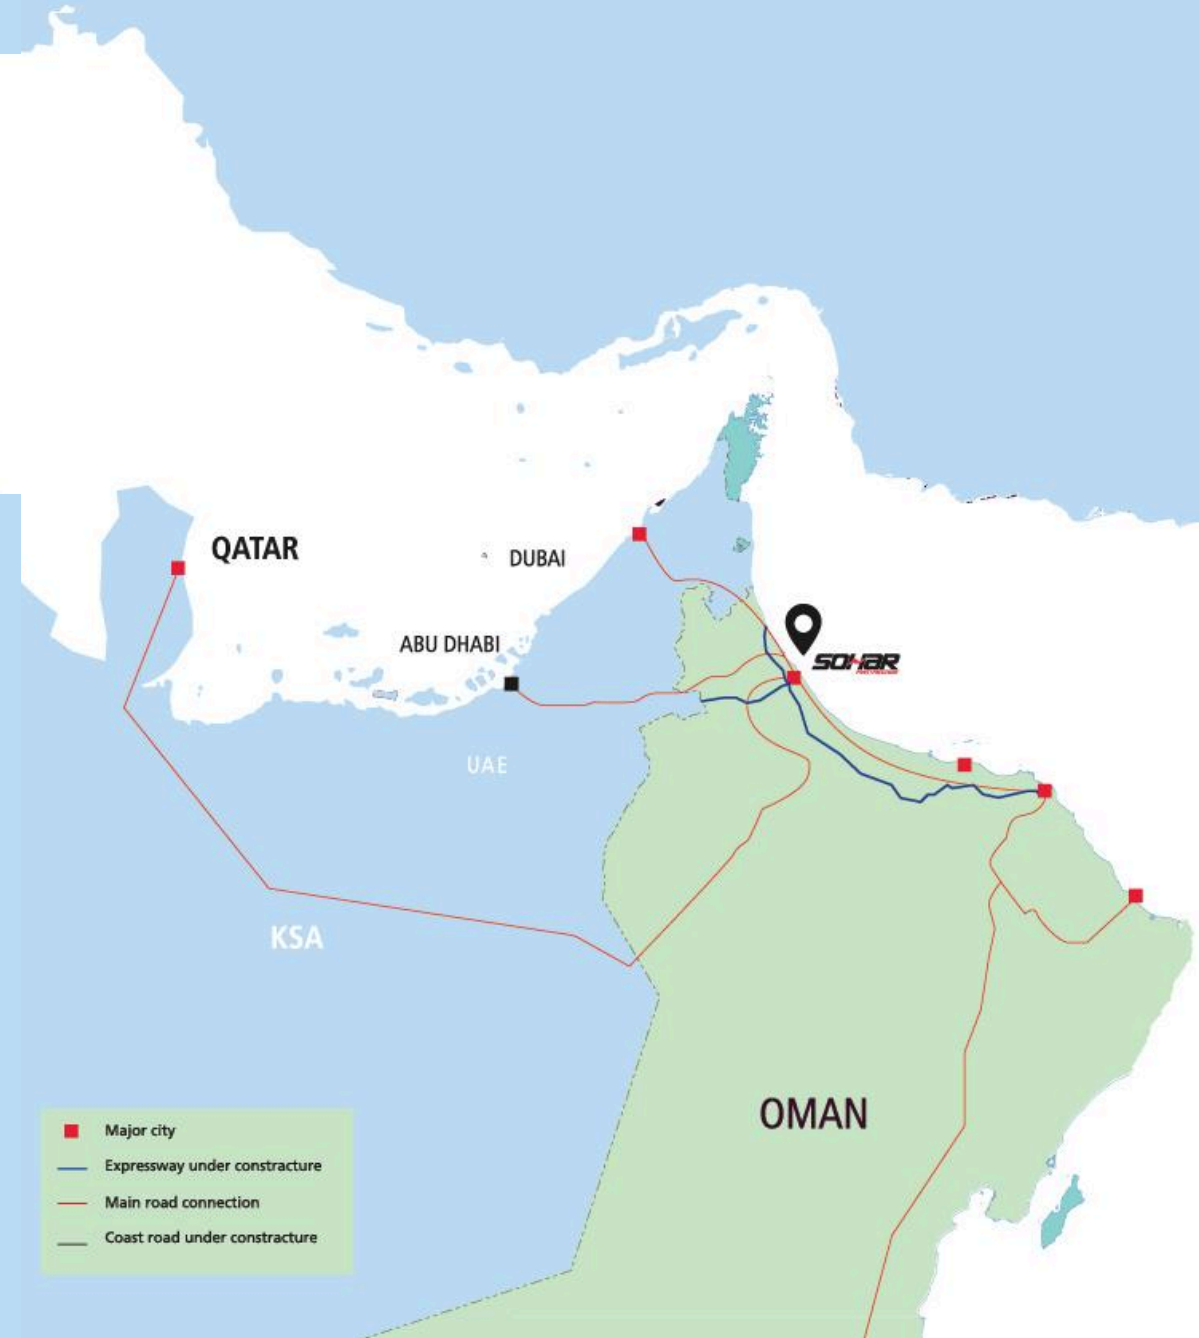 QATAR
DUBAI
ABU DHABI
SOHAR
UAE
KSA
OMAN
Major city
Expressway under constracture
Main road connection
Coast road under constracture